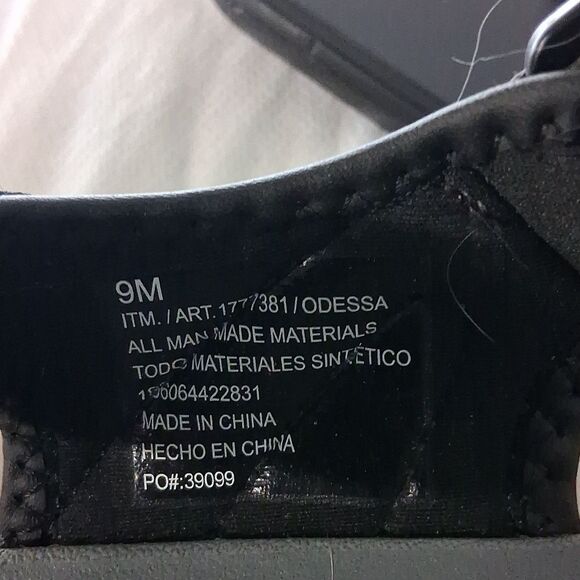 9M
ITM./ART.1777381/ODESSA
ALL MAN MADE MATERIALS
TODO MATERIALES SINTÉTICO
MADE IN CHINA
HECHO EN CHINA
PO#:39099